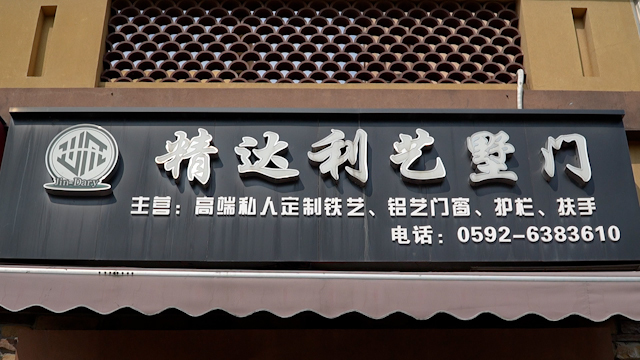 精达利艺墅门
Jin-Dary
主营：高端私人定制铁艺、铝艺门窗、护栏、扶手
电话：0592-6383610